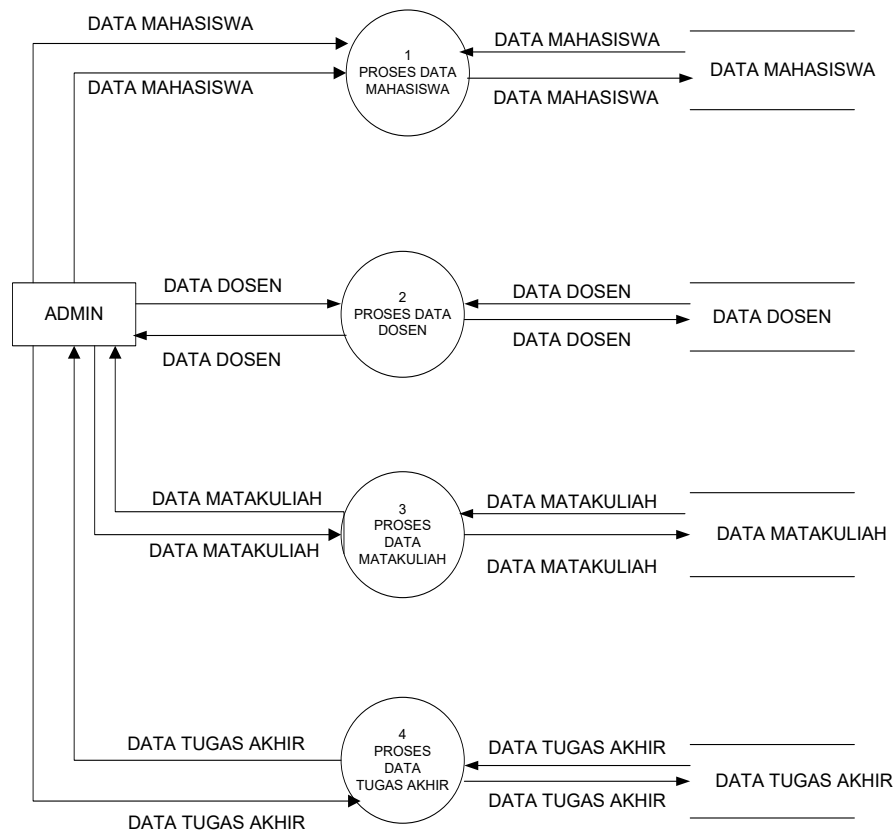 DATA MAHASISWA
DATA MAHASISWA
1
PROSES DATA
MAHASISWA
DATA MAHASISWA
DATA MAHASISWA
DATA MAHASISWA
ADMIN
DATA DOSEN
DATA DOSEN
2
PROSES DATA
DOSEN
DATA DOSEN
DATA DOSEN
DATA DOSEN
DATA MATAKULIAH
DATA MATAKULIAH
3
PROSES
DATA
MATAKULIAH
DATA MATAKULIAH
DATA MATAKULIAH
DATA MATAKULIAH
DATA TUGAS AKHIR
DATA TUGAS AKHIR
4
PROSES
DATA
TUGAS AKHIR
DATA TUGAS AKHIR
DATA TUGAS AKHIR
DATA TUGAS AKHIR